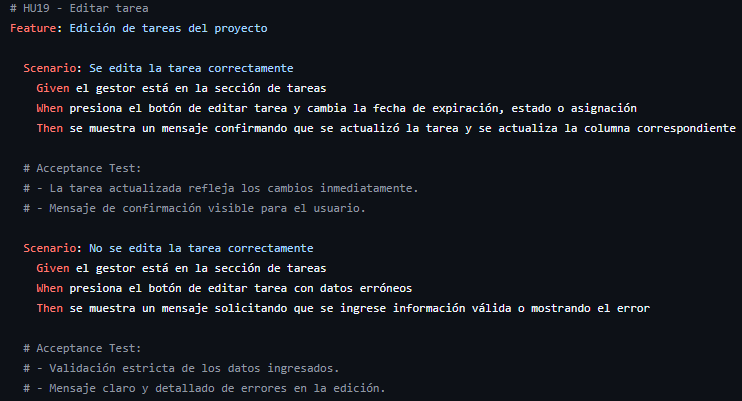 # HU19 - Editar tarea
Feature: Edición de tareas del proyecto
Scenario: Se edita la tarea correctamente
Given el gestor está en la sección de tareas
When presiona el botón de editar tarea y cambia la fecha de expiración, estado o asignación
Then se muestra un mensaje confirmando que se actualizó la tarea y se actualiza la columna correspondiente
# Acceptance Test:
# - La tarea actualizada refleja los cambios inmediatamente.
# - Mensaje de confirmación visible para el usuario.
Scenario: No se edita la tarea correctamente
Given el gestor está en la sección de tareas
When presiona el botón de editar tarea con datos erróneos
Then se muestra un mensaje solicitando que se ingrese información válida o mostrando el error
# Acceptance Test:
# - Validación estricta de los datos ingresados.
# - Mensaje claro y detallado de errores en la edición.